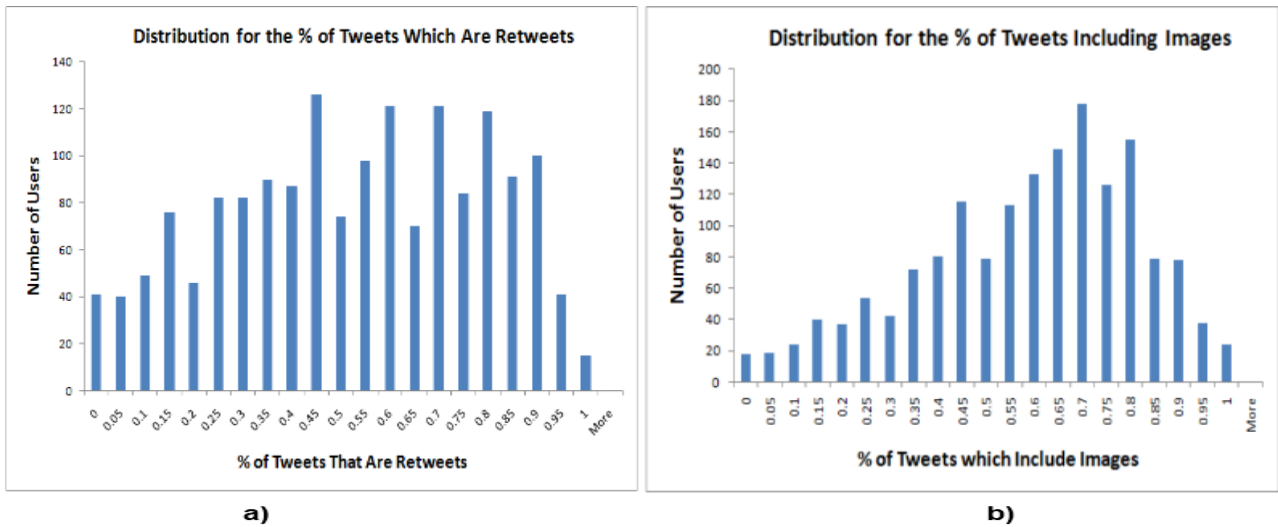 Distribution for the % of Tweets Which Are Retweets
140
120
100
80
60
40
20
0
Number of Users
0 0.05 0.1 0.15 0.2 0.25 0.3 0.35 0.4 0.45 0.5 0.55 0.6 0.65 0.7 0.75 0.8 0.85 0.9 0.95 1 More
% of Tweets That Are Retweets
a)
Distribution for the % of Tweets Including Images
200
180
160
140
120
100
80
60
40
20
0
Number of Users
0 0.05 0.1 0.15 0.2 0.25 0.3 0.35 0.4 0.45 0.5 0.55 0.6 0.65 0.7 0.75 0.8 0.85 0.9 0.95 1 More
% of Tweets which Include Images
b)